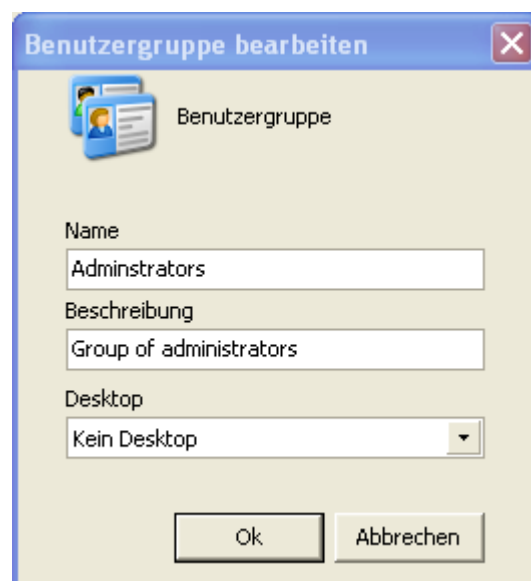 Benutzergruppe bearbeiten
Benutzergruppe
Name
Adminstrators
Beschreibung
Group of administrators
Desktop
Kein Desktop
Ok
Abbrechen